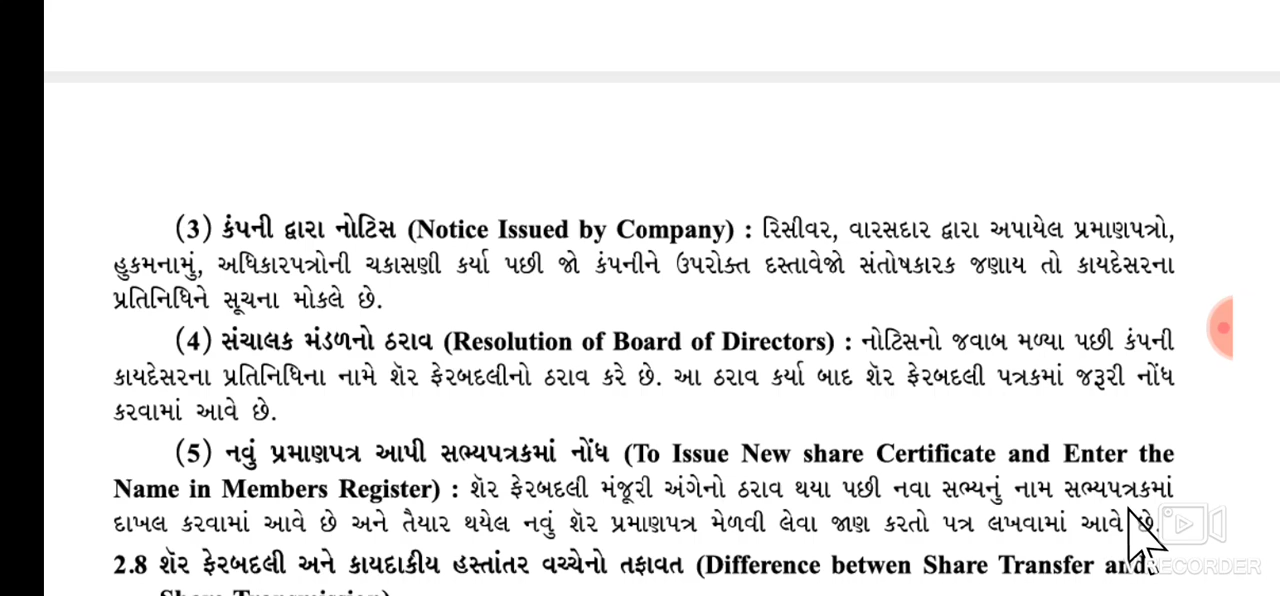 (3) કંપની દ્વારા નોટિસ (Notice Issued by Company) : રિસીવર, વારસદાર દ્વારા અપાયેલ પ્રમાણપત્રો,
હુકમનામું, અધિકારપત્રોની ચકાસણી કર્યા પછી જો કંપનીને ઉપરોક્ત દસ્તાવેજો સંતોષકારક જણાય તો કાયદેસરના
પ્રતિનિધિને સૂચના મોકલે છે.
(4) સંચાલક મંડળનો ઠરાવ (Resolution of Board of Directors) : નોટિસનો જવાબ મળ્યા પછી કંપની
કાયદેસરના પ્રતિનિધિના નામે શૅર ફેરબદલીનો ઠરાવ કરે છે. આ ઠરાવ કર્યા બાદ શૅર ફેરબદલી પત્રકમાં જરૂરી નોંધ
કરવામાં આવે છે.
(5) નવું પ્રમાણપત્ર આપી સભ્યપત્રકમાં નોંધ (To Issue New share Certificate and Enter the
Name in Members Register) : શૅર ફેરબદલી મંજૂરી અંગેનો ઠરાવ થયા પછી નવા સભ્યનું નામ સભ્યપત્રકમાં
દાખલ કરવામાં આવે છે અને તૈયાર થયેલ નવું શૅર પ્રમાણપત્ર મેળવી લેવા જાણ કરતો પત્ર લખવામાં આવે છે.
2.8 શૅર ફેરબદલી અને કાયદાકીય હસ્તાંતર વચ્ચેનો તફાવત (Difference betwen Share Transfer and
Share Transmission)
RECORDER